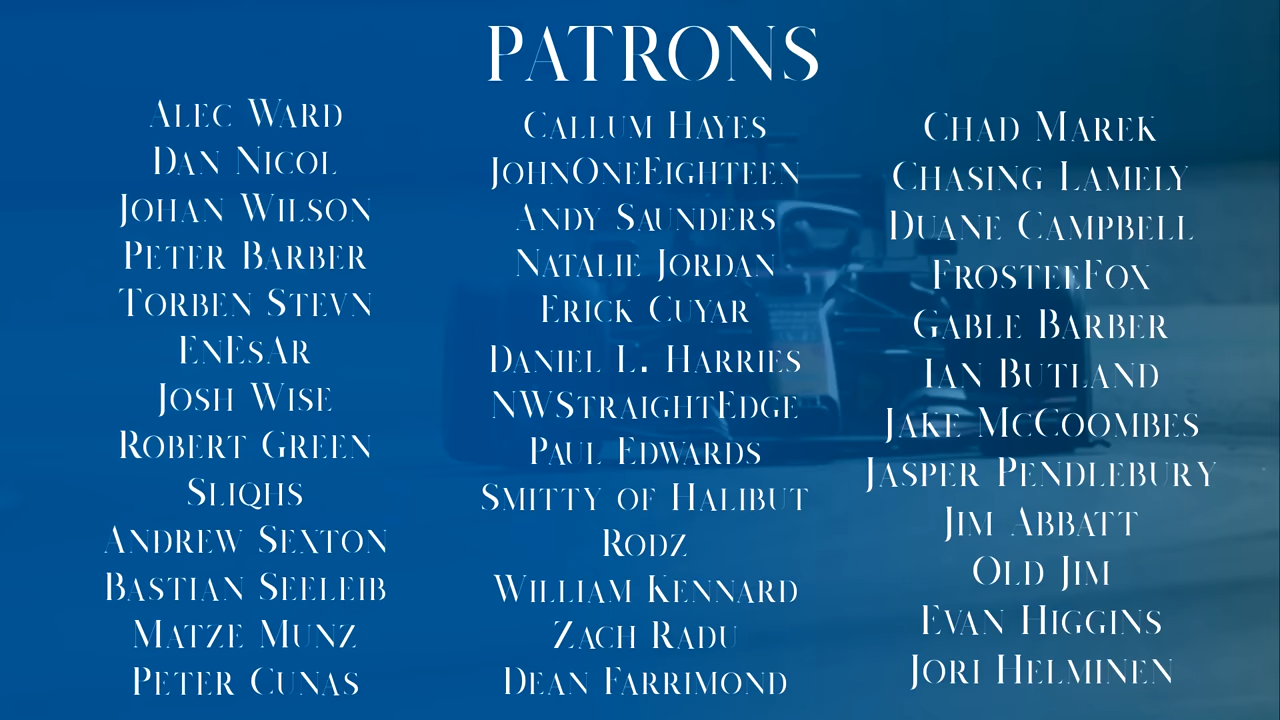 PATRONS
ALEC WARD
DAN NICOL
JOHAN WILSON
PETER BARBER
TORBEN STEVN
ENESAR
JOSH WISE
ROBERT GREEN
SLIQHS
ANDREW SEXTON
BASTIAN SEELEIB
MATZE MUNZ
PETER CUNAS
CALLUM HAYES
JOHNONEEIGHTEEN
ANDY SAUNDERS
NATALIE JORDAN
ERICK CUYAR
DANIEL L. HARRIES
NWSTRAIGHTEDGE
PAUL EDWARDS
SMITTY OF HALIBUT
RODZ
WILLIAM KENNARD
ZACH RADU
DEAN FARRIMOND
CHAD MAREK
CHASING LAMELY
DUANE CAMPBELL
FROSTEEFOX
GABLE BARBER
IAN BUTLAND
JAKE MCCOOMBES
JASPER PENDLEBURY
JIM ABBATT
OLD JIM
EVAN HIGGINS
JORI HELMINEN